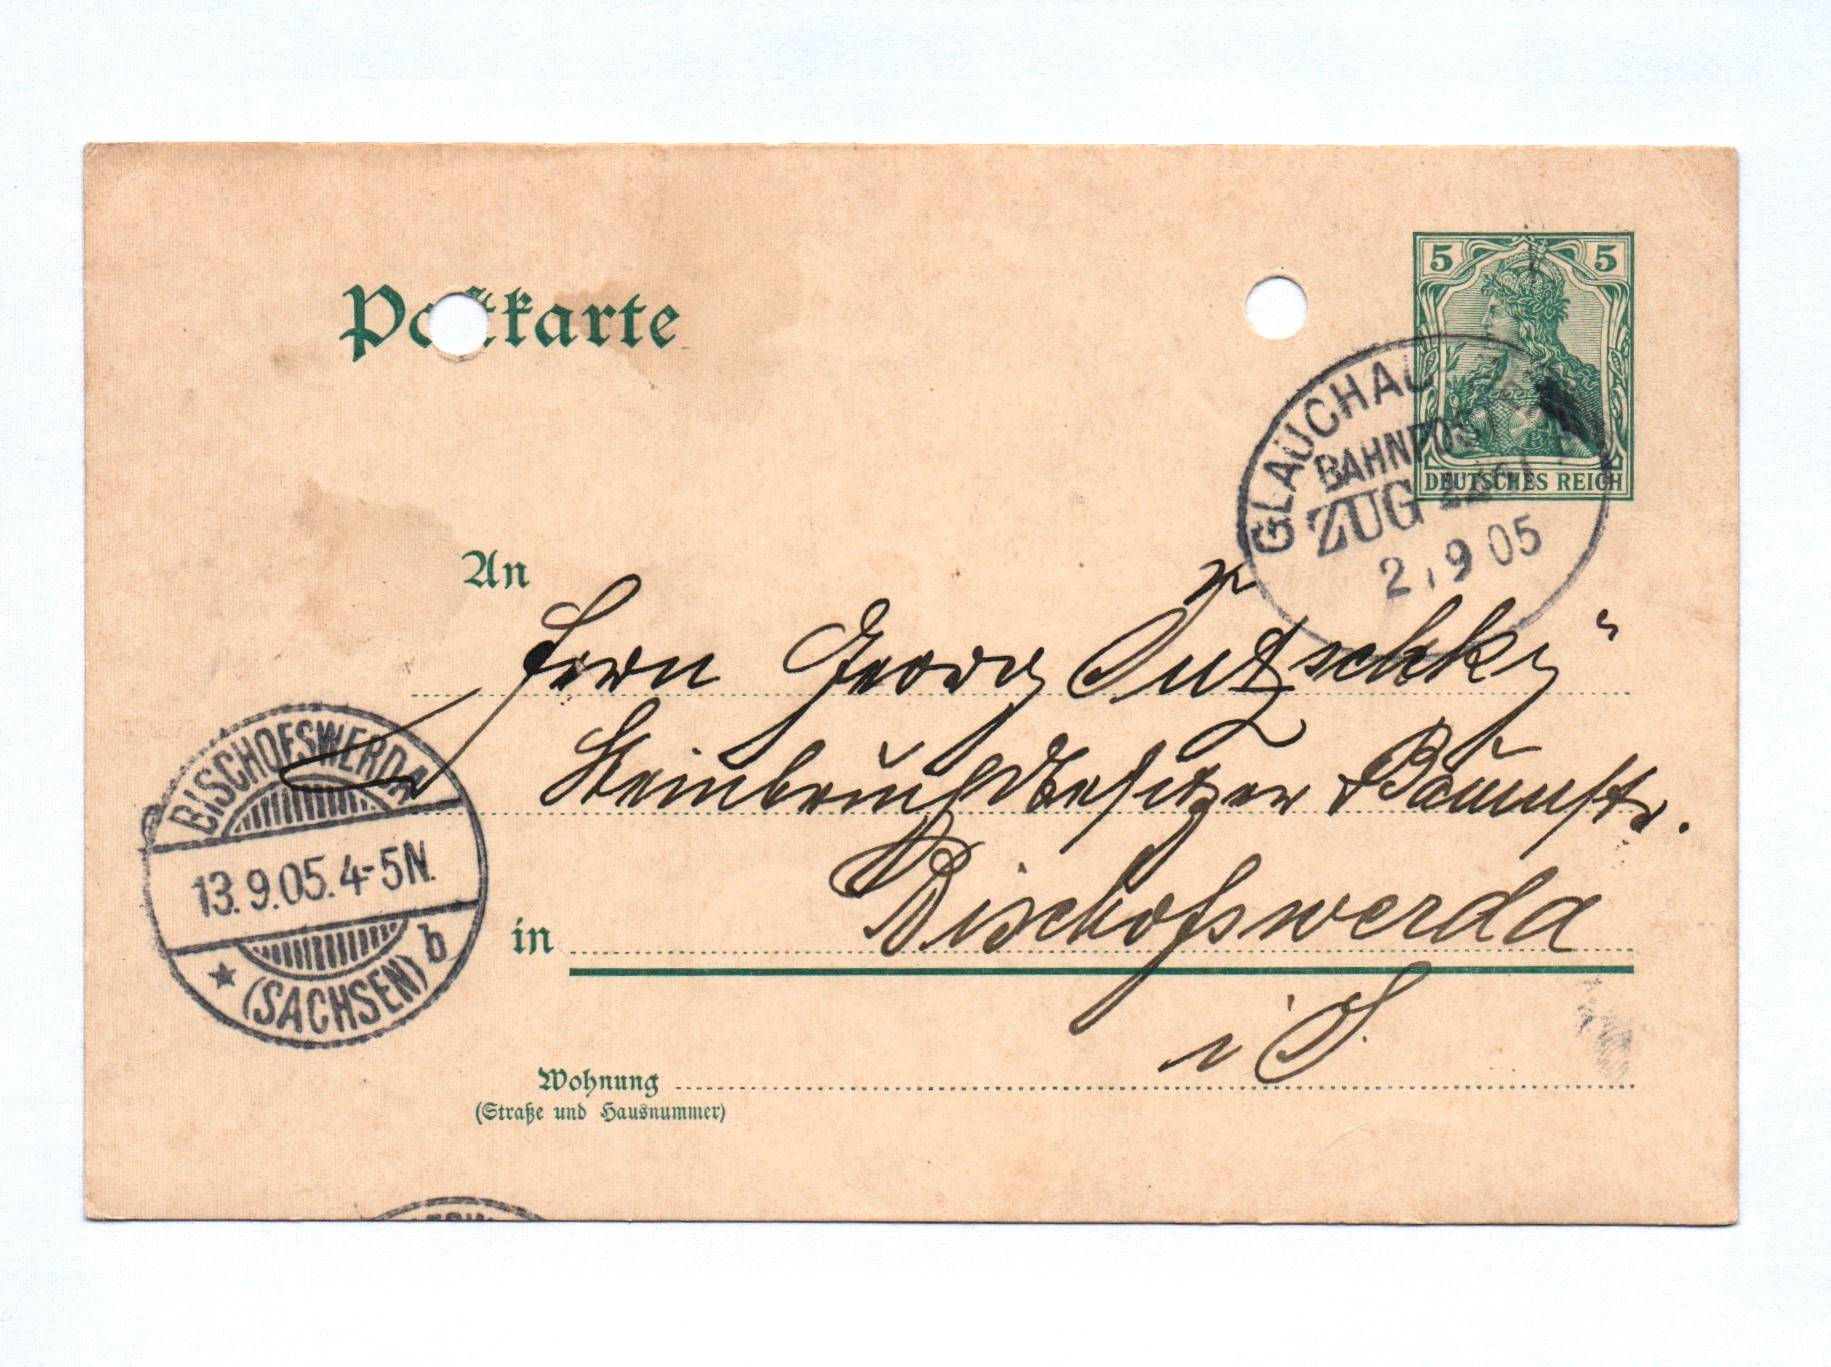 Postkarte
5 5
DEUTSCHES REICH
GLAUCHAU
BAHNPOST
ZUG
2 9 05
An
Herrn Georg
Steinbruchsbesitzer & Baumstr.
BISCHOFSWERDA
13.9.05.4-5N.
(SACHSEN) b
in Bischofswerda
i S.
Wohnung
(Straße und Hausnummer)